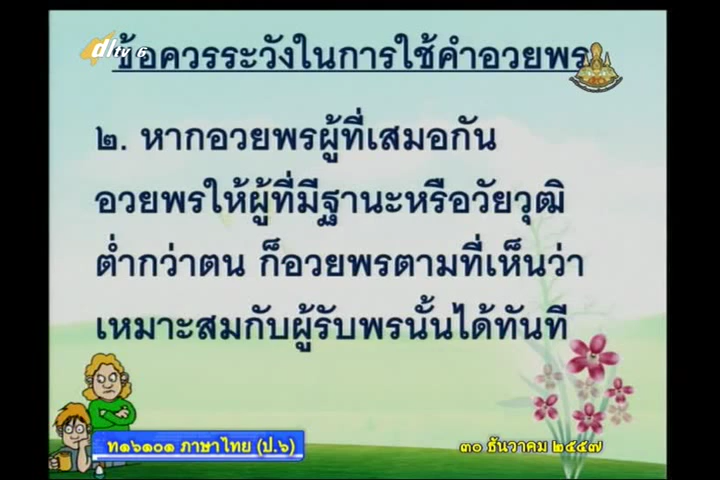 dltv 6
ข้อควรระวังในการใช้คำอวยพร
๒. หากอวยพรผู้ที่เสมอกัน
อวยพรให้ผู้ที่มีฐานะหรือวัยวุฒิ
ต่ำกว่าตน ก็อวยพรตามที่เห็นว่า
เหมาะสมกับผู้รับพรนั้นได้ทันที
ท๑๖๑๐๑ ภาษาไทย (ป.๖)
๓๐ ธันวาคม ๒๕๕๗